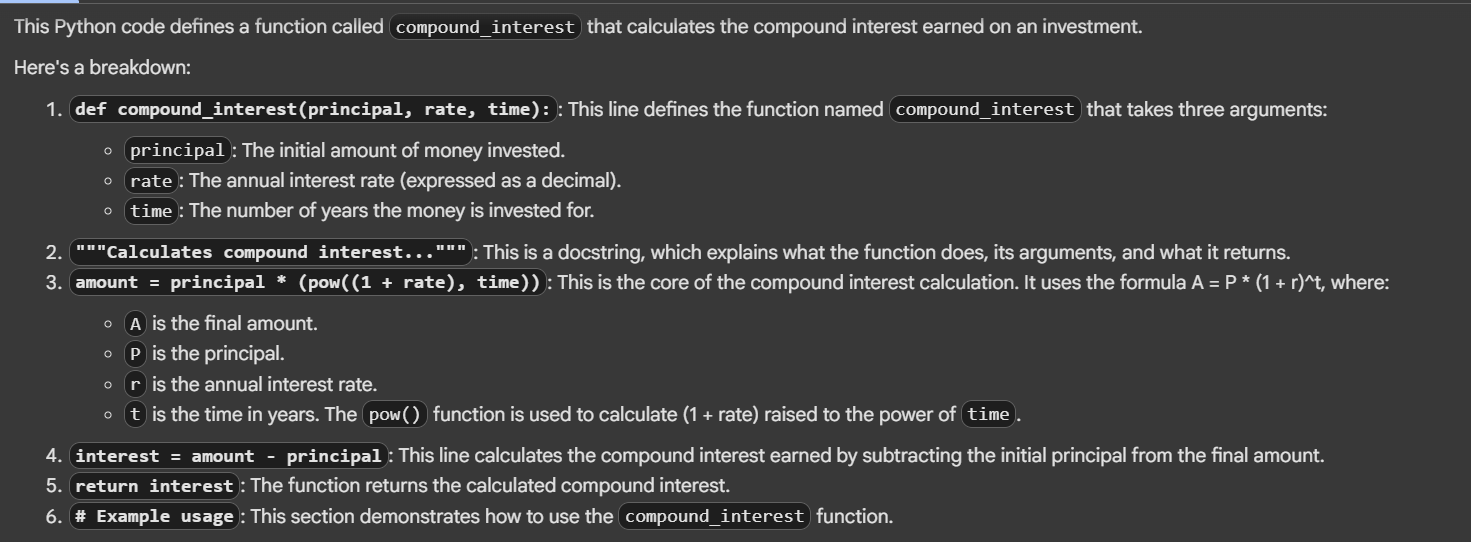 This Python code defines a function called compound_interest that calculates the compound interest earned on an investment.
Here's a breakdown:
1. def compound_interest(principal, rate, time):: This line defines the function named compound_interest that takes three arguments:
principal: The initial amount of money invested.
rate: The annual interest rate (expressed as a decimal).
time: The number of years the money is invested for.
2. """Calculates compound interest...""": This is a docstring, which explains what the function does, its arguments, and what it returns.
3. amount = principal * (pow((1 + rate), time)): This is the core of the compound interest calculation. It uses the formula A = P * (1 + r)^t, where:
A is the final amount.
P is the principal.
r is the annual interest rate.
t is the time in years. The pow() function is used to calculate (1 + rate) raised to the power of time.
4. interest = amount - principal: This line calculates the compound interest earned by subtracting the initial principal from the final amount.
5. return interest: The function returns the calculated compound interest.
6. # Example usage: This section demonstrates how to use the compound_interest function.